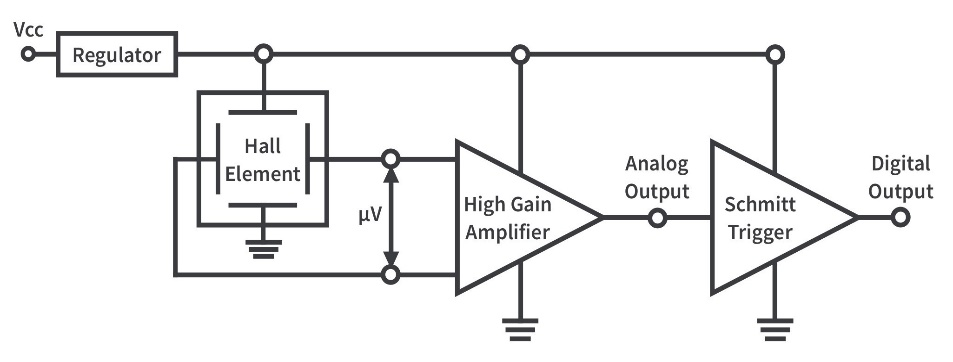 Vcc
Regulator
Hall
Element
μV
High Gain
Amplifier
Analog
Output
Schmitt
Trigger
Digital
Output